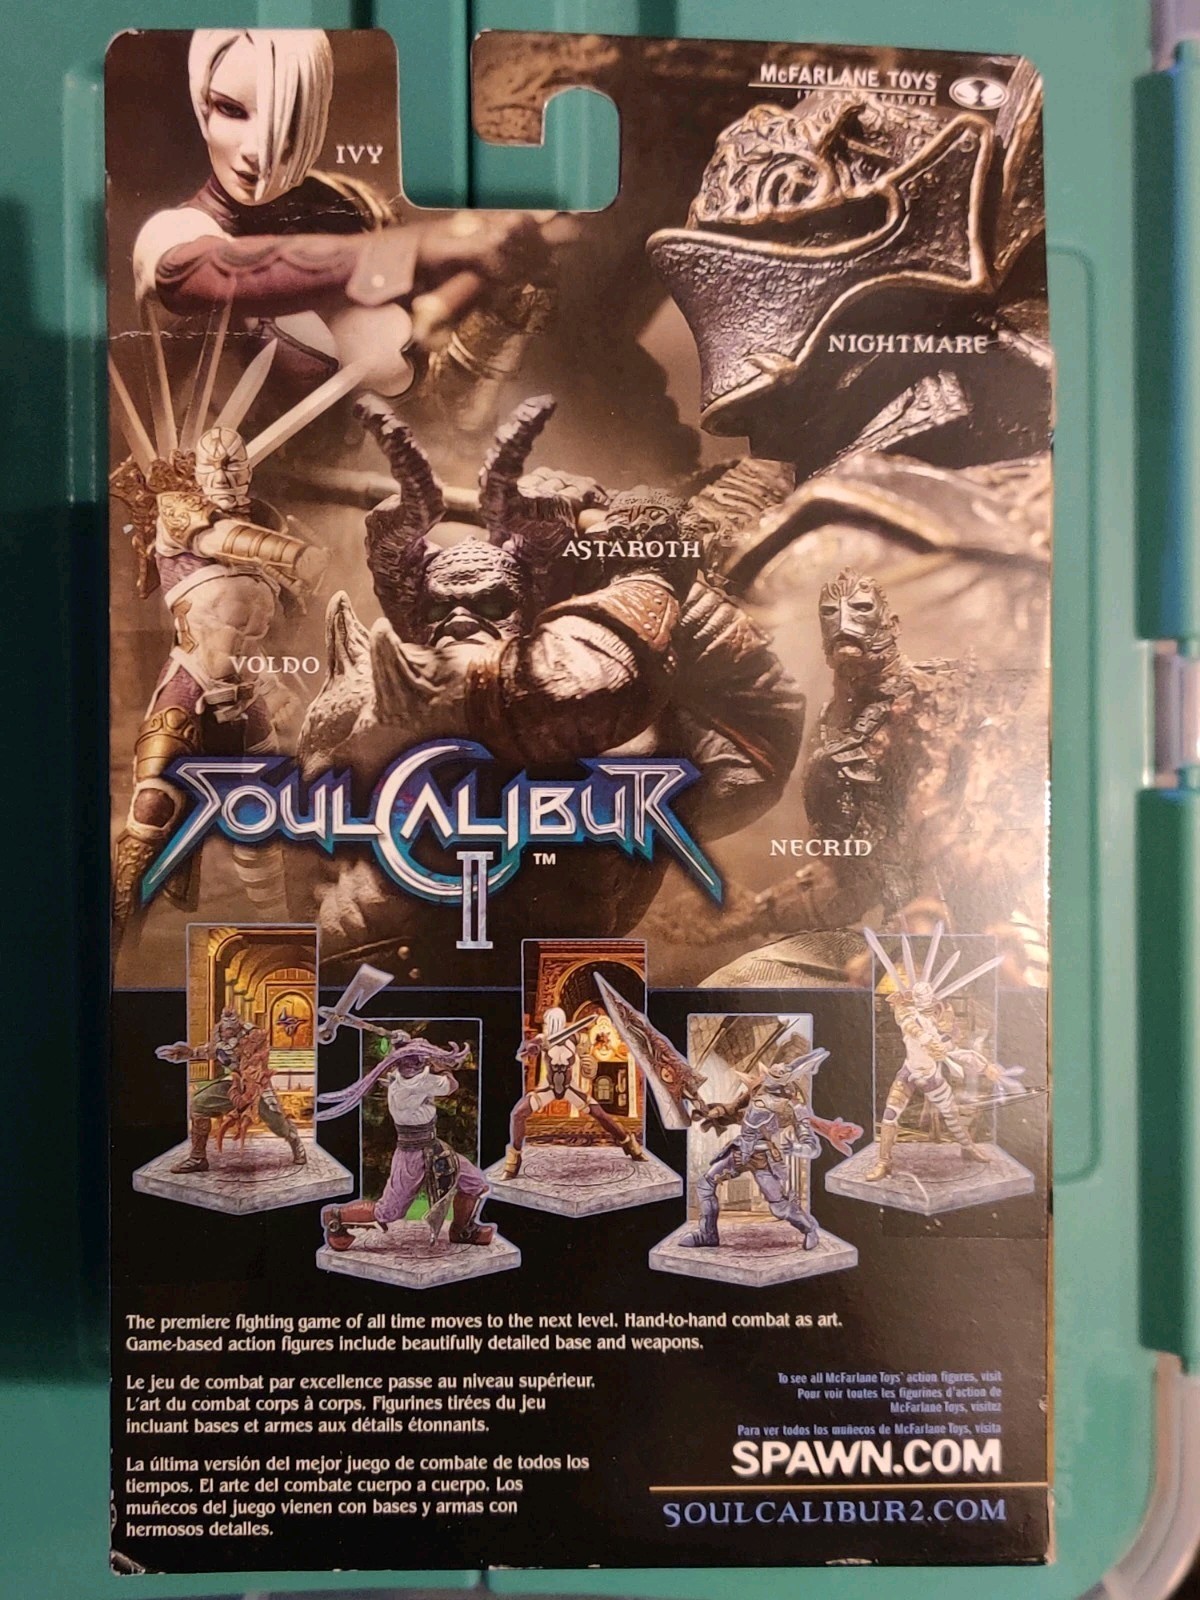 McFARLANE TOYS
IVY
NIGHTMARE
ASTAROTH
VOLDO
SOULCALIBUR
II
TM
NECRID
The premiere fighting game of all time moves to the next level. Hand-to-hand combat as art.
Game-based action figures include beautifully detailed base and weapons.
Le jeu de combat par excellence passe au niveau supérieur.
L'art du combat corps à corps. Figurines tirées du jeu
incluant bases et armes aux détails étonnants.
La última versión del mejor juego de combate de todos los
tiempos. El arte del combate cuerpo a cuerpo. Los
muñecos del juego vienen con bases y armas con
hermosos detalles.
To see all McFarlane Toys' action figures, visit
Pour voir toutes les figurines d'action de
McFarlane Toys, visitez
Para ver todos los muñecos de McFarlane Toys, visita
SPAWN.COM
SOULCALIBUR2.COM